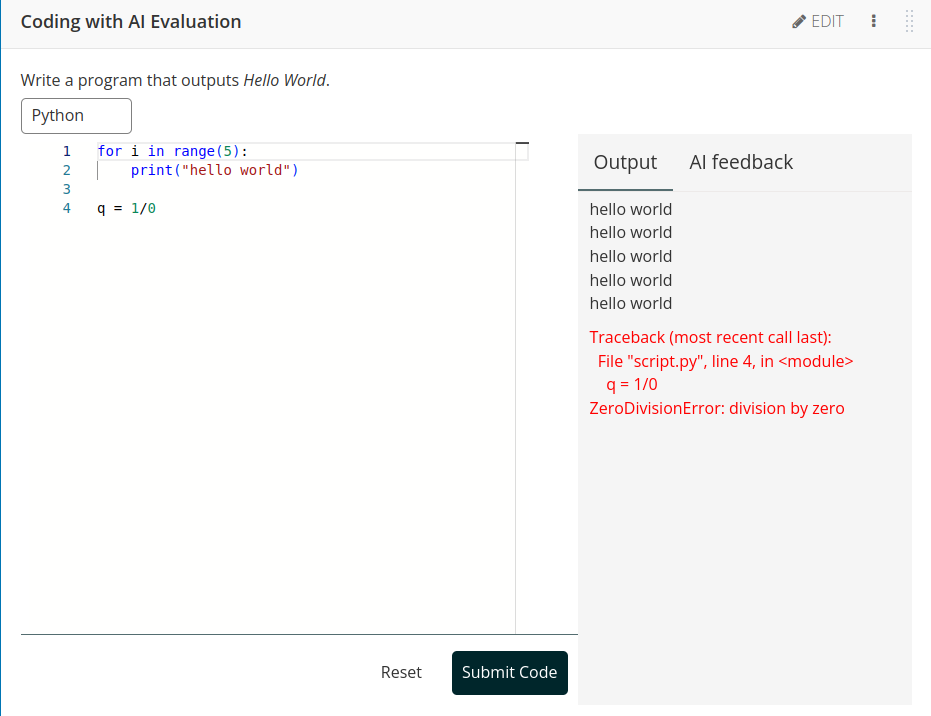 Coding with AI Evaluation
EDIT
Write a program that outputs Hello World.
Python
1 for i in range(5):
2     print("hello world")
3
4 q = 1/0
Output AI feedback
hello world
hello world
hello world
hello world
hello world
Traceback (most recent call last):
  File "script.py", line 4, in <module>
    q = 1/0
ZeroDivisionError: division by zero
Reset Submit Code